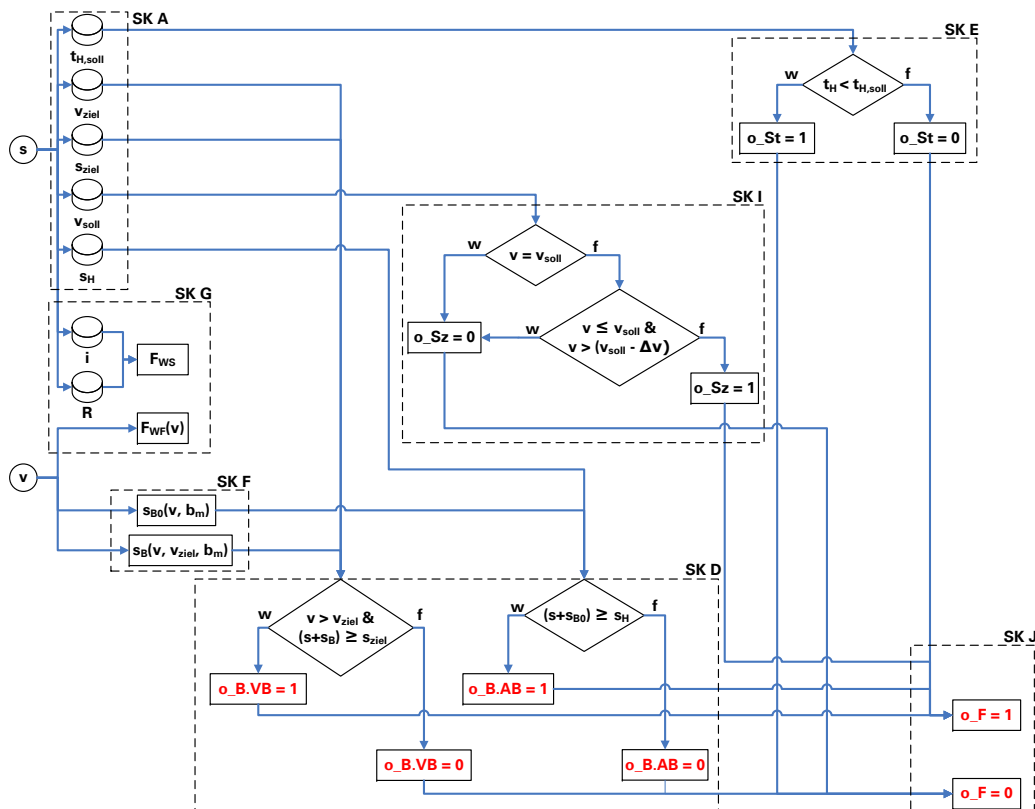 SK A
t_H,soll
v_ziel
s_ziel
v_soll
s_H
s
SK E
t_H < t_H,soll
w
f
o_St = 1
o_St = 0
SK I
v = v_soll
w
f
v ≤ v_soll &
v > (v_soll - Δv)
w
f
o_Sz = 0
o_Sz = 1
SK G
i
R
F_WS
F_WF(v)
v
SK F
s_B0(v, b_m)
s_B(v, v_ziel, b_m)
SK D
v > v_ziel &
(s+s_B) ≥ s_ziel
w
f
(s+s_B0) ≥ s_H
w
f
o_B.VB = 1
o_B.AB = 1
o_B.VB = 0
o_B.AB = 0
SK J
o_F = 1
o_F = 0